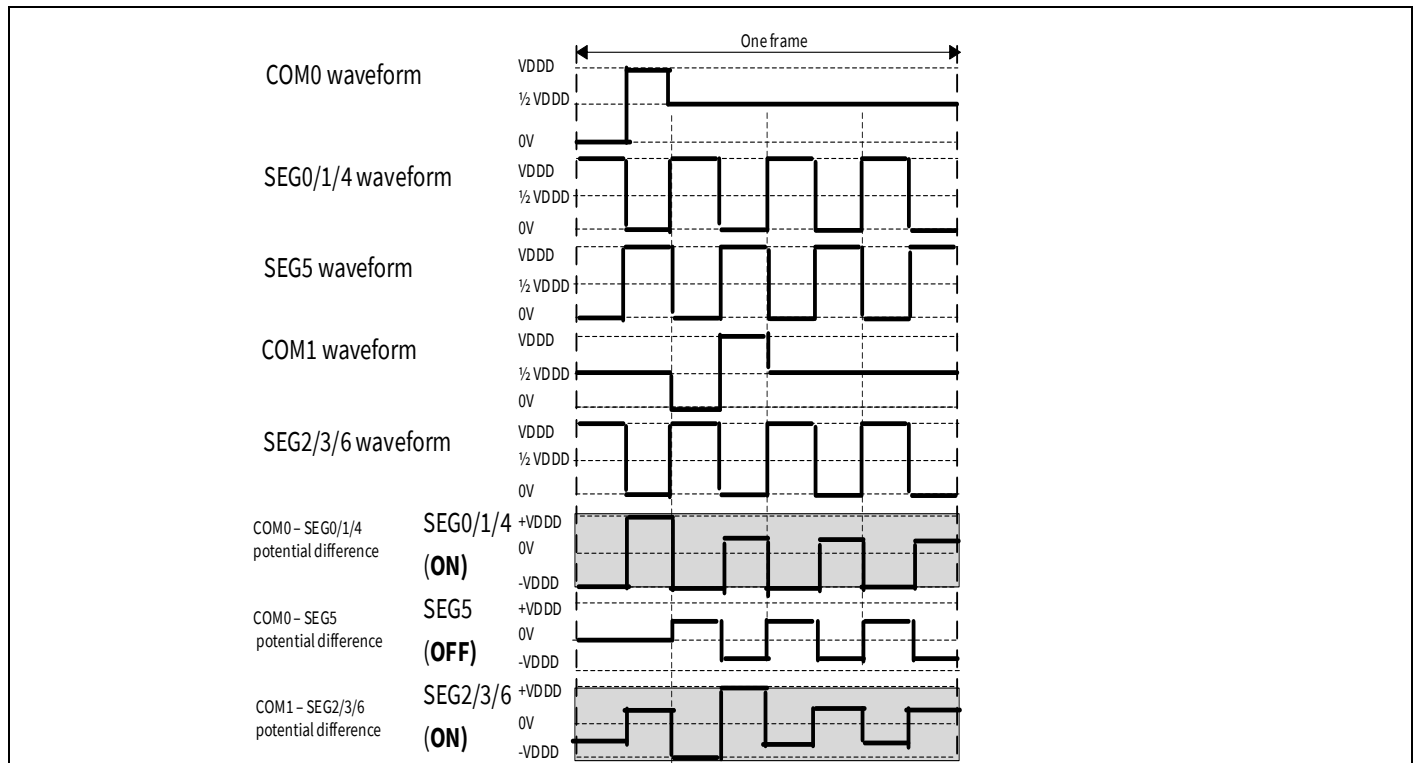 One frame
COM0 waveform
VDDD
½ VDDD
0V
SEG0/1/4 waveform
VDDD
½ VDDD
0V
SEG5 waveform
VDDD
½ VDDD
0V
COM1 waveform
VDDD
½ VDDD
0V
SEG2/3/6 waveform
VDDD
½ VDDD
0V
COM0 – SEG0/1/4
potential difference
SEG0/1/4
(ON)
+VDDD
0V
-VDDD
COM0 – SEG5
potential difference
SEG5
(OFF)
+VDDD
0V
-VDDD
COM1 – SEG2/3/6
potential difference
SEG2/3/6
(ON)
+VDDD
0V
-VDDD